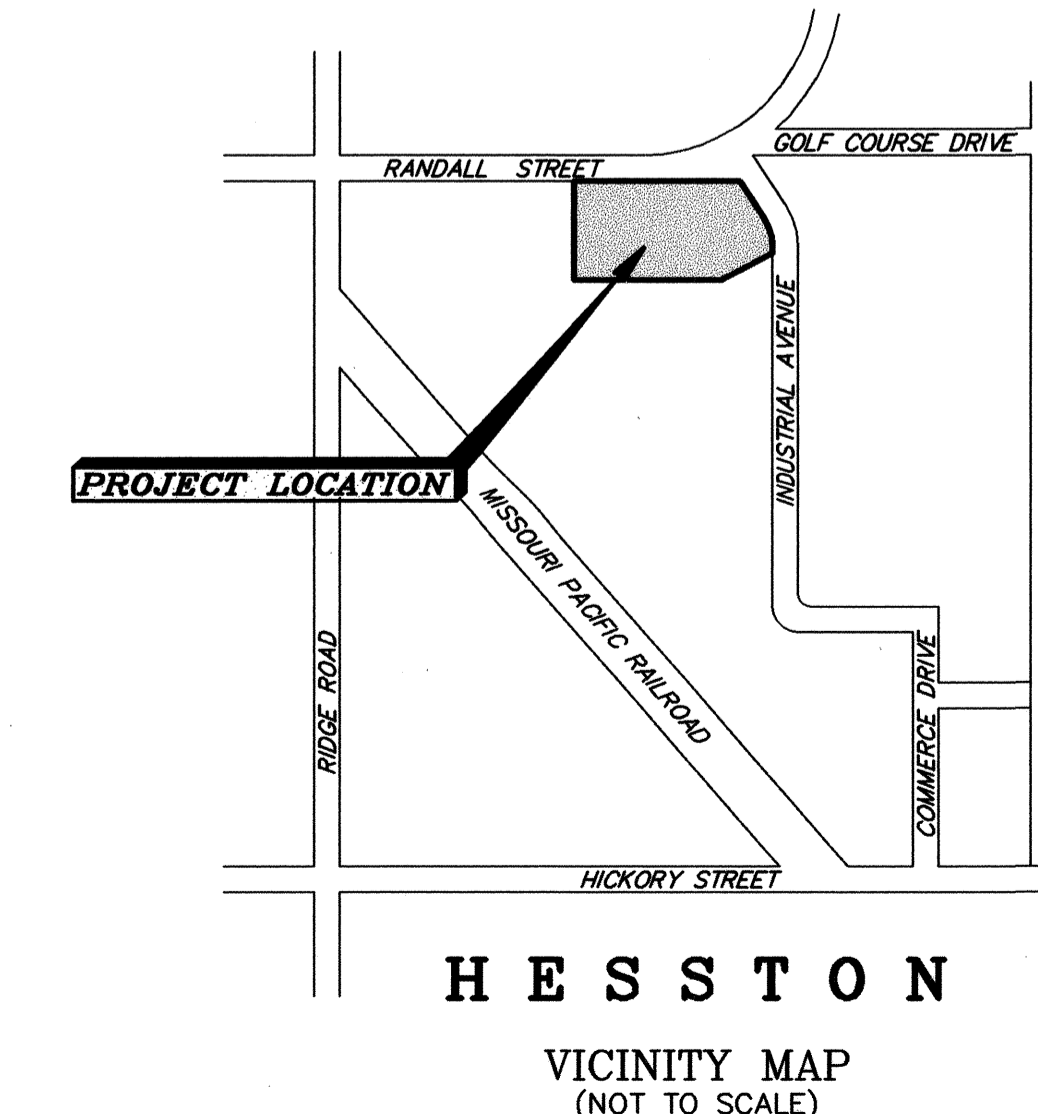 GOLF COURSE DRIVE
RANDALL STREET
INDUSTRIAL AVENUE
PROJECT LOCATION
MISSOURI PACIFIC RAILROAD
RIDGE ROAD
COMMERCE DRIVE
HICKORY STREET
HESSTON
VICINITY MAP
(NOT TO SCALE)